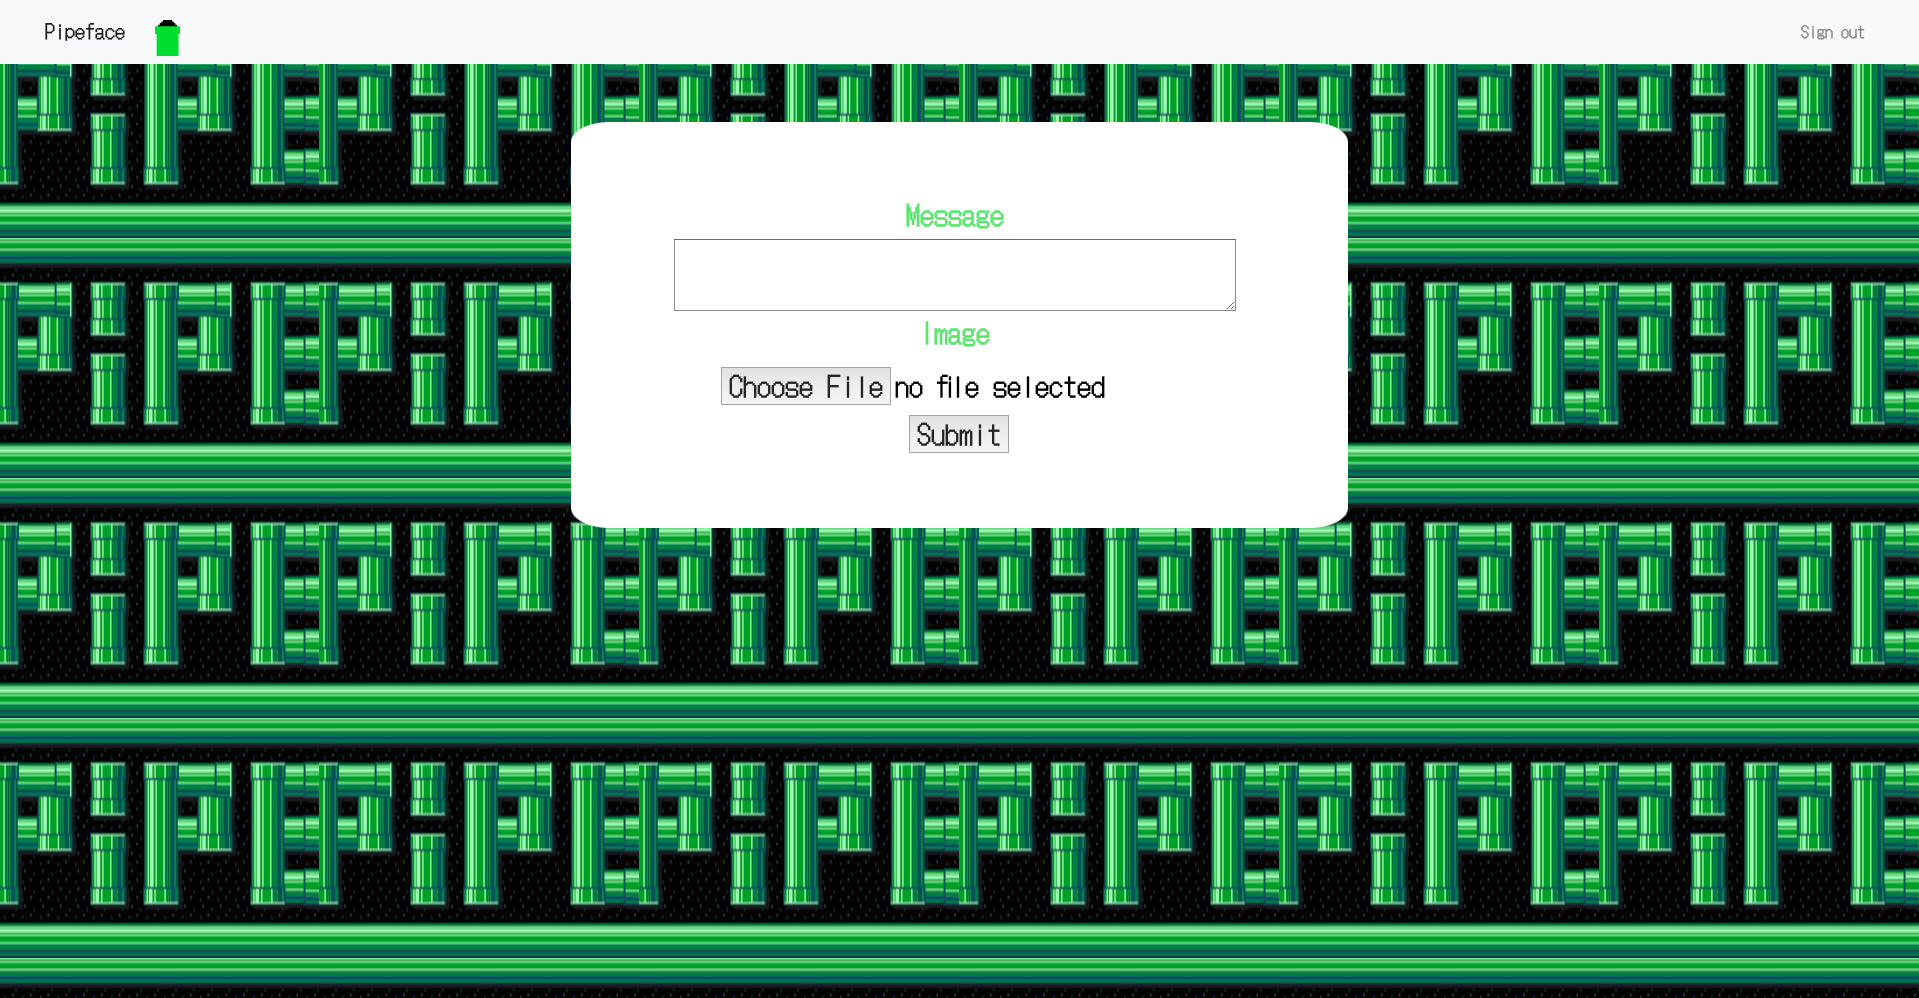 Pipeface
Sign out
Message
Image
Choose File no file selected
Submit